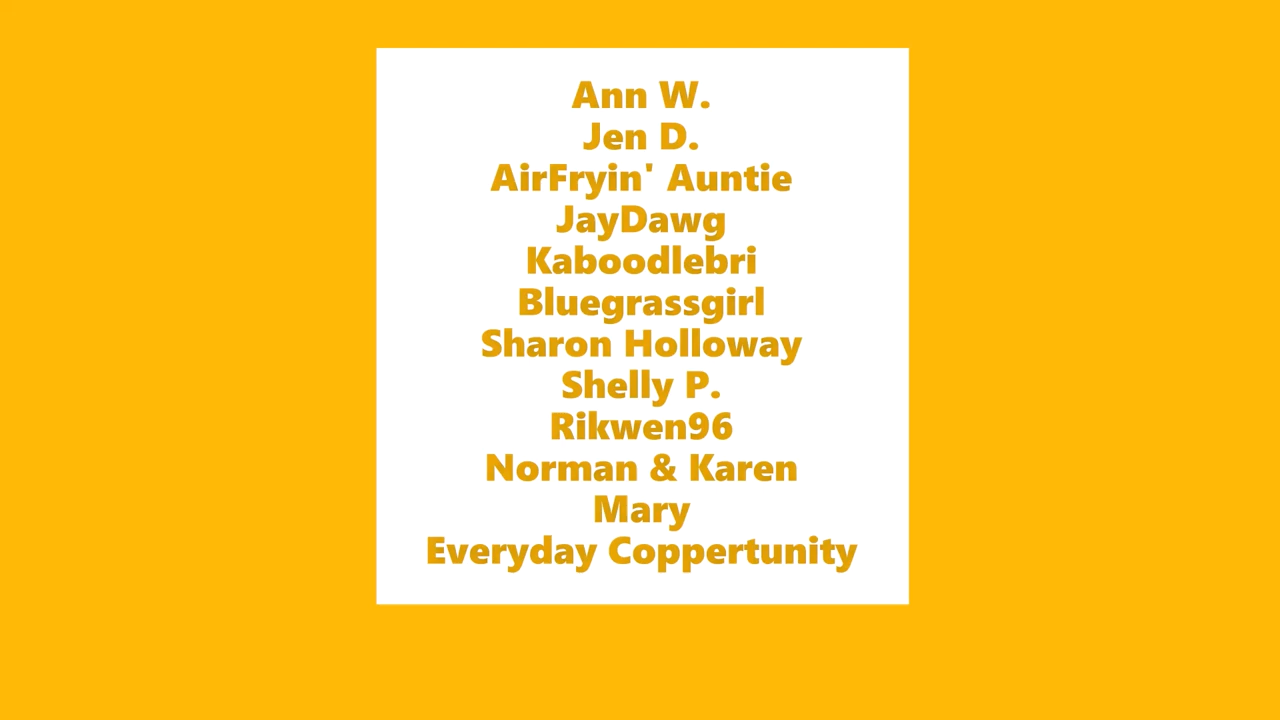 Ann W.
Jen D.
AirFryin' Auntie
JayDawg
Kaboodlebri
Bluegrassgirl
Sharon Holloway
Shelly P.
Rikwen96
Norman & Karen
Mary
Everyday Coppertunity